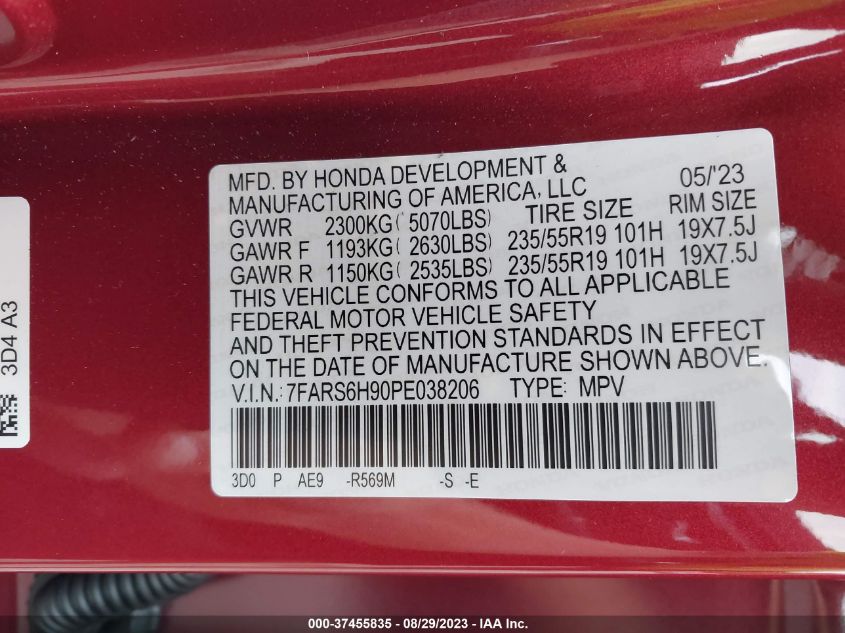 MFD. BY HONDA DEVELOPMENT &
MANUFACTURING OF AMERICA, LLC 05/'23
GVWR 2300KG( 5070LBS) TIRE SIZE RIM SIZE
GAWR F 1193KG( 2630LBS) 235/55R19 101H 19X7.5J
GAWR R 1150KG( 2535LBS) 235/55R19 101H 19X7.5J
THIS VEHICLE CONFORMS TO ALL APPLICABLE
FEDERAL MOTOR VEHICLE SAFETY
AND THEFT PREVENTION STANDARDS IN EFFECT
ON THE DATE OF MANUFACTURE SHOWN ABOVE.
V.I.N.: 7FARS6H90PE038206 TYPE: MPV
3D0 P AE9 -R569M -S -E
3D4 A3
000-37455835 - 08/29/2023 - IAA Inc.